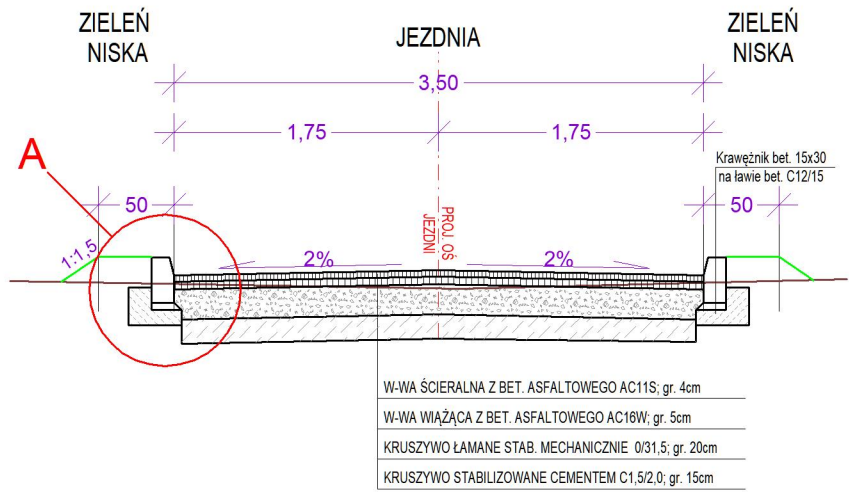 ZIELEŃ
NISKA
JEZDNIA
ZIELEŃ
NISKA
3,50
1,75
1,75
A
Krawężnik bet. 15x30
na ławie bet. C12/15
50
50
1:1,5
PROJ. OŚ
JEZDNI
2%
2%
W-WA ŚCIERALNA Z BET. ASFALTOWEGO AC11S; gr. 4cm
W-WA WIĄŻĄCA Z BET. ASFALTOWEGO AC16W; gr. 5cm
KRUSZYWO ŁAMANE STAB. MECHANICZNIE 0/31,5; gr. 20cm
KRUSZYWO STABILIZOWANE CEMENTEM C1,5/2,0; gr. 15cm